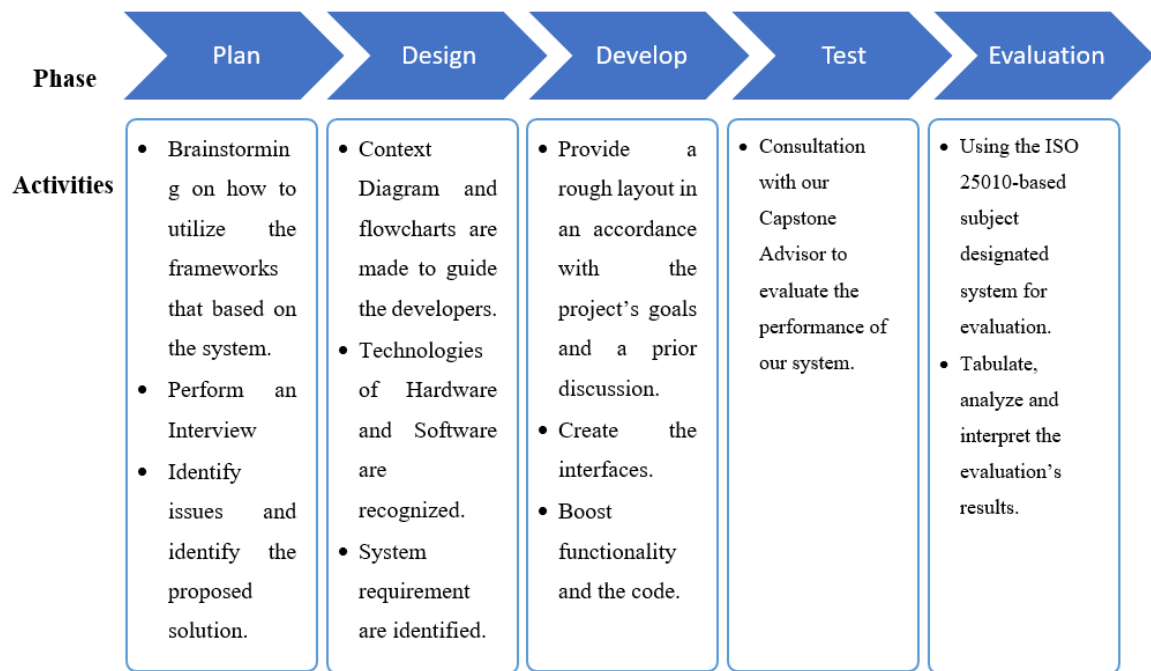 Phase
Plan
Design
Develop
Test
Evaluation
Activities
• Brainstormin
g on how to
utilize the
frameworks
that based on
the system.
• Perform an
Interview
• Identify
issues and
identify the
proposed
solution.
• Context
Diagram and
flowcharts are
made to guide
the developers.
• Technologies
of Hardware
and Software
are
recognized.
• System
requirement
are identified.
• Provide a
rough layout in
an accordance
with the
project’s goals
and a prior
discussion.
• Create the
interfaces.
• Boost
functionality
and the code.
• Consultation
with our
Capstone
Advisor to
evaluate the
performance of
our system.
• Using the ISO
25010-based
subject
designated
system for
evaluation.
• Tabulate,
analyze and
interpret the
evaluation’s
results.